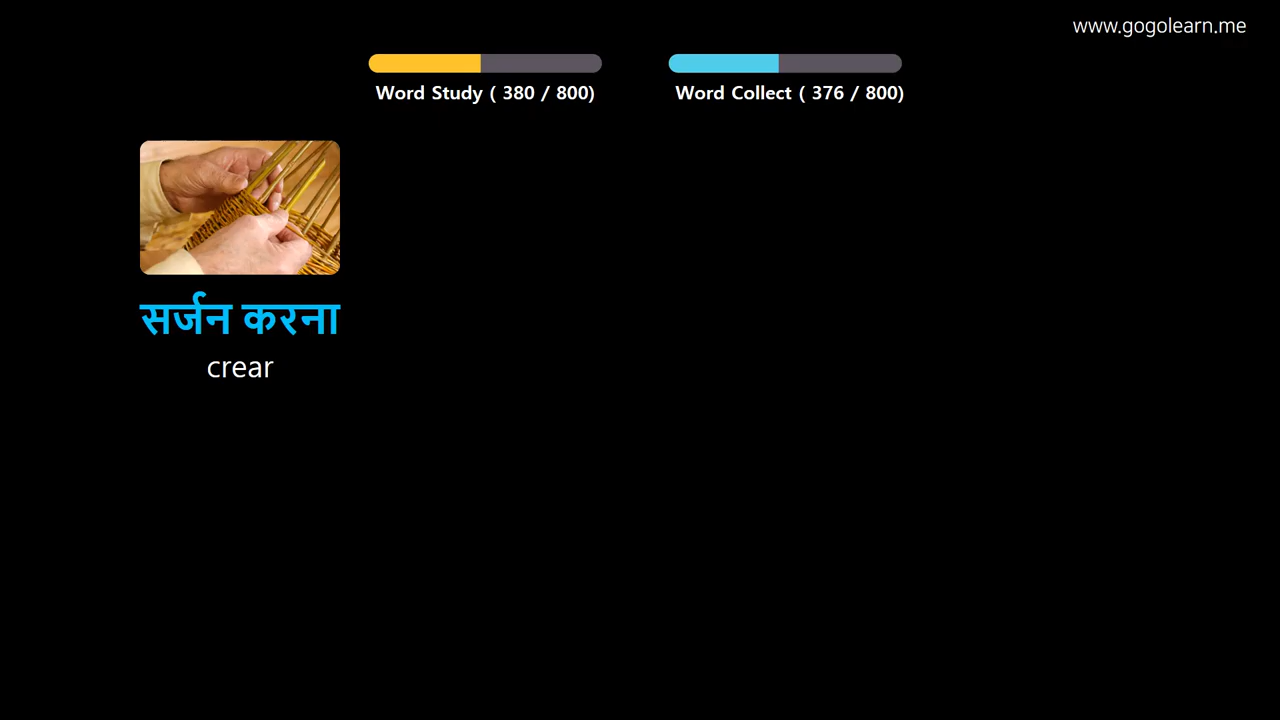 www.gogolearn.me
Word Study ( 380 / 800)
Word Collect ( 376 / 800)
सर्जन करना
crear